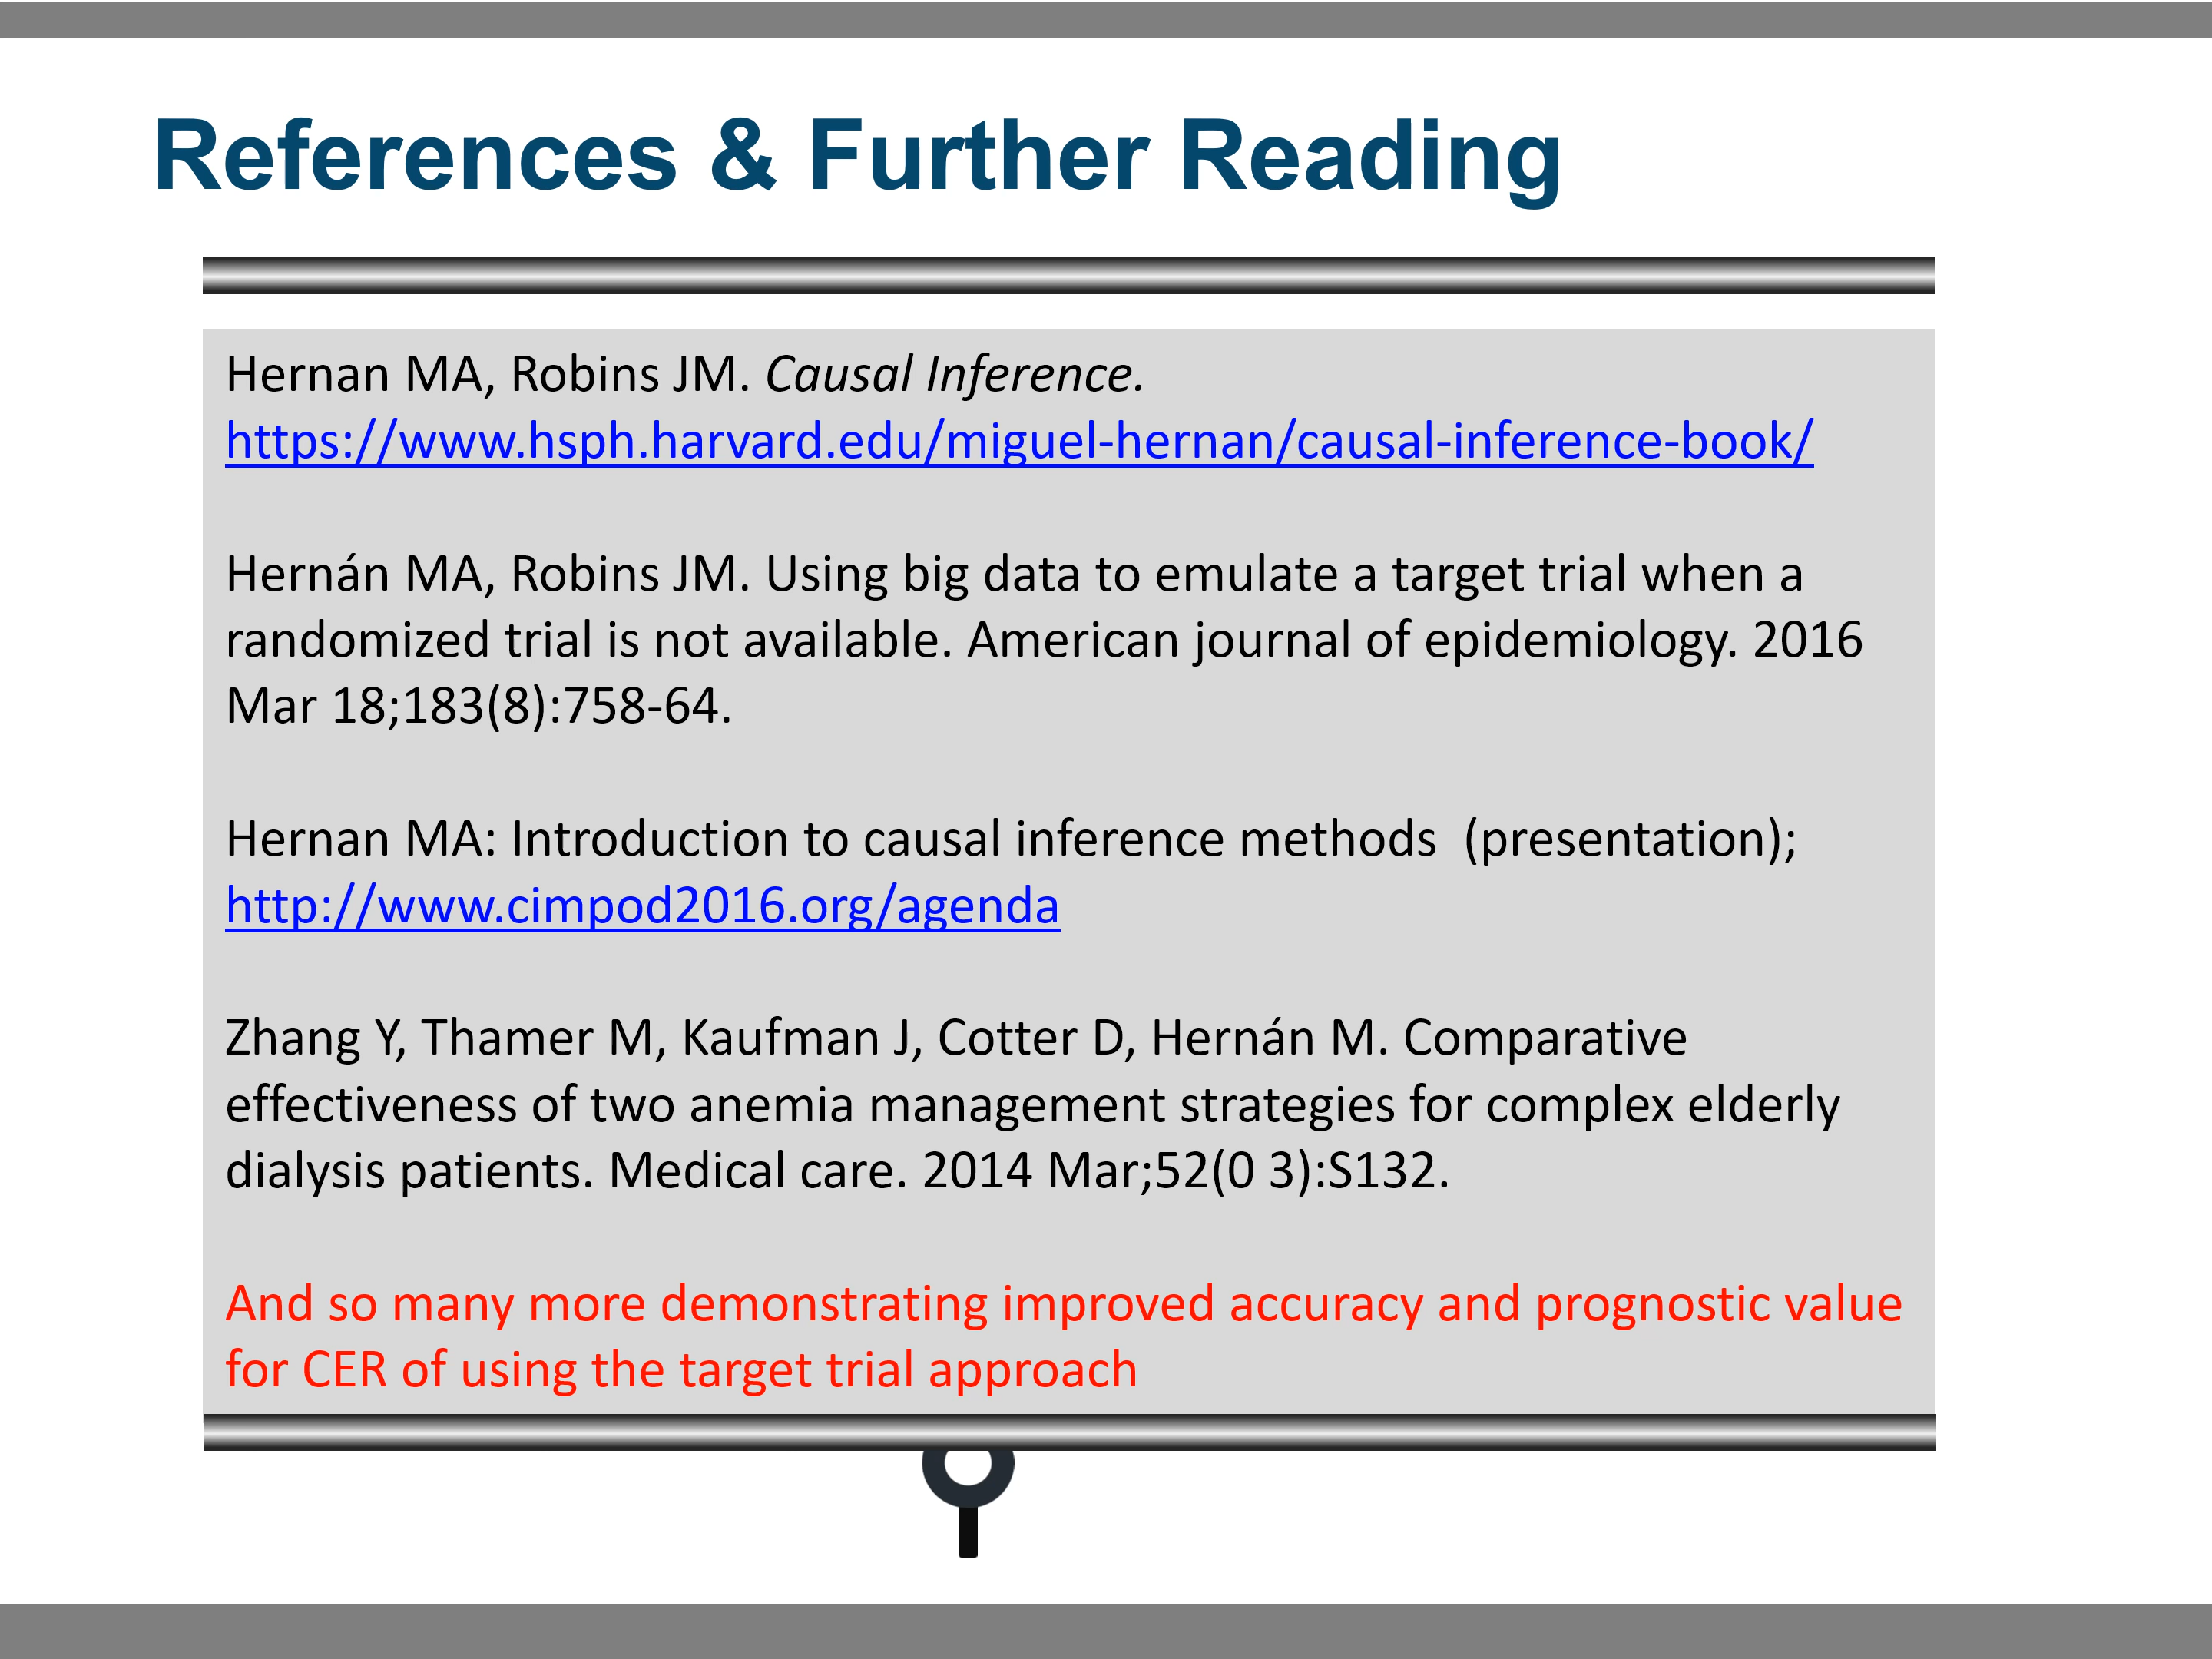 References & Further Reading
Hernan MA, Robins JM. Causal Inference.
https://www.hsph.harvard.edu/miguel-hernan/causal-inference-book/
Hernán MA, Robins JM. Using big data to emulate a target trial when a
randomized trial is not available. American journal of epidemiology. 2016
Mar 18;183(8):758-64.
Hernan MA: Introduction to causal inference methods  (presentation);
http://www.cimpod2016.org/agenda
Zhang Y, Thamer M, Kaufman J, Cotter D, Hernán M. Comparative
effectiveness of two anemia management strategies for complex elderly
dialysis patients. Medical care. 2014 Mar;52(0 3):S132.
And so many more demonstrating improved accuracy and prognostic value
for CER of using the target trial approach